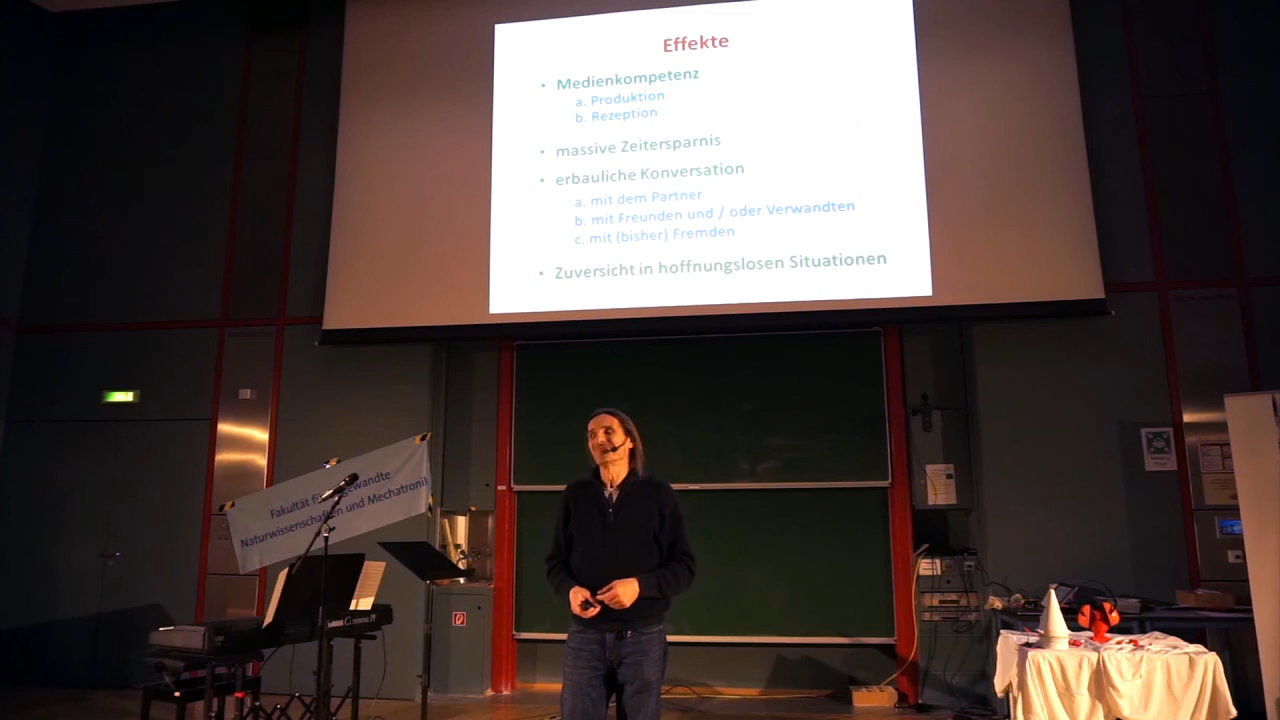 Effekte
• Medienkompetenz
a. Produktion
b. Rezeption
• massive Zeitersparnis
• erbauliche Konversation
a. mit dem Partner
b. mit Freunden und / oder Verwandten
c. mit (bisher) Fremden
• Zuversicht in hoffnungslosen Situationen
Fakultät für Angewandte
Naturwissenschaften und Mechatronik